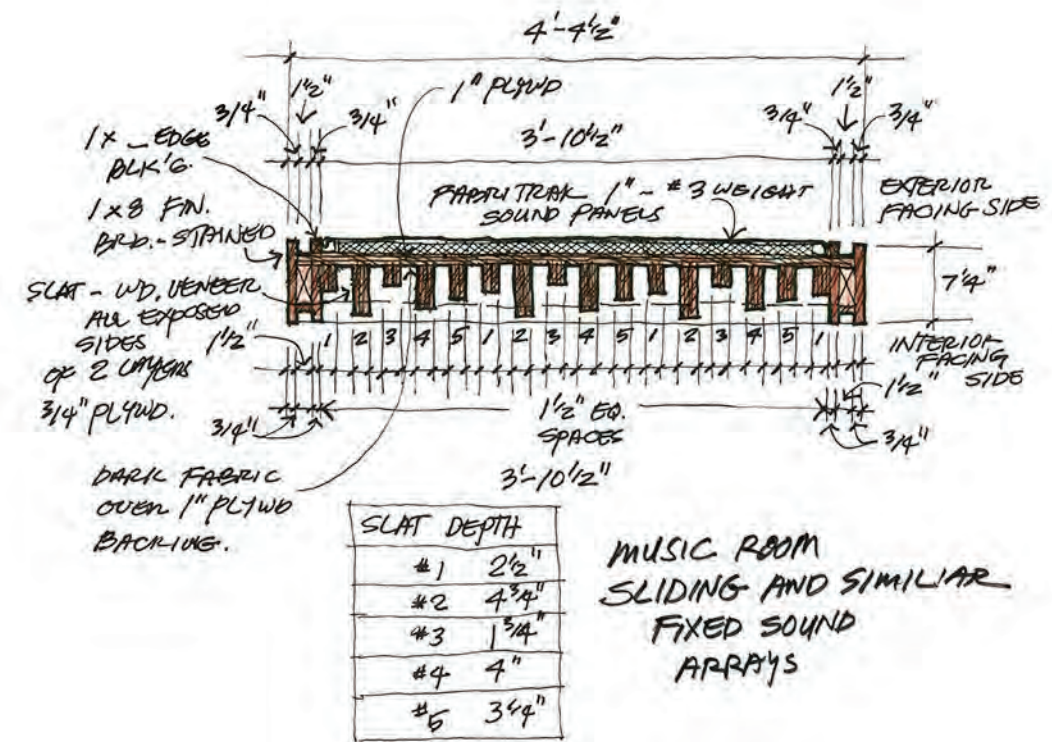 4'-4½"
1½"
1" PLYWD
1½"
3/4"
3/4"
3/4"
3/4"
3'-10½"
1X _ EDGE
BLK'G.
FABRITRAK 1" - #3 WEIGHT
SOUND PANELS
EXTERIOR
FACING SIDE
1X8 FIN.
BRD. - STAINED
SLAT - WD. VENEER
ALL EXPOSED
SIDES
OF 2 LAYERS
3/4" PLYWD.
7¼"
1½"
1 2 3 4 5 1 2 3 4 5 1 2 3 4 5 1
INTERIOR
FACING
SIDE
1½"
3/4"
1½" EQ.
SPACES
3/4"
3'-10½"
DARK FABRIC
OVER 1" PLYWD
BACKING.
SLAT DEPTH
#1 2½"
#2 4¾"
#3 1¾"
#4 4"
#5 3¼"
MUSIC ROOM
SLIDING AND SIMILIAR
FIXED SOUND
ARRAYS